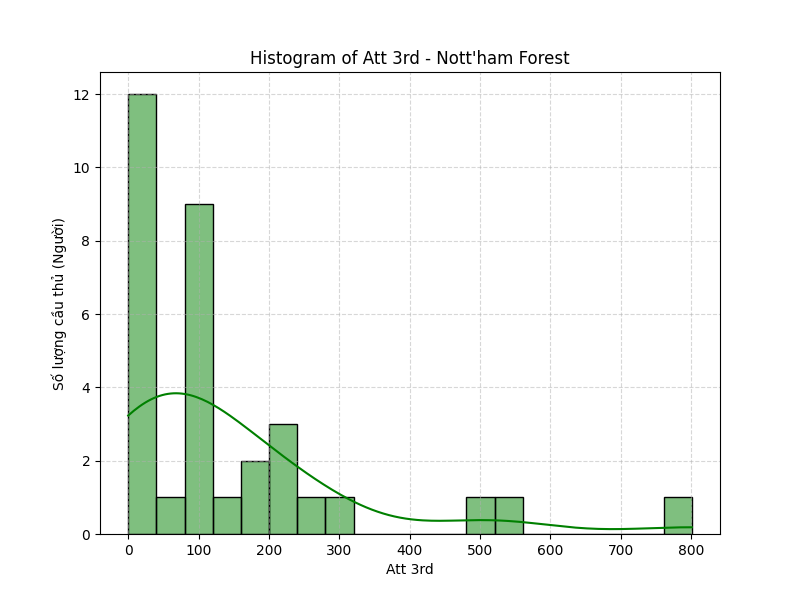 Histogram of Att 3rd - Nott'ham Forest
Số lượng cầu thủ (Người)
12
10
8
6
4
2
0
0 100 200 300 400 500 600 700 800
Att 3rd